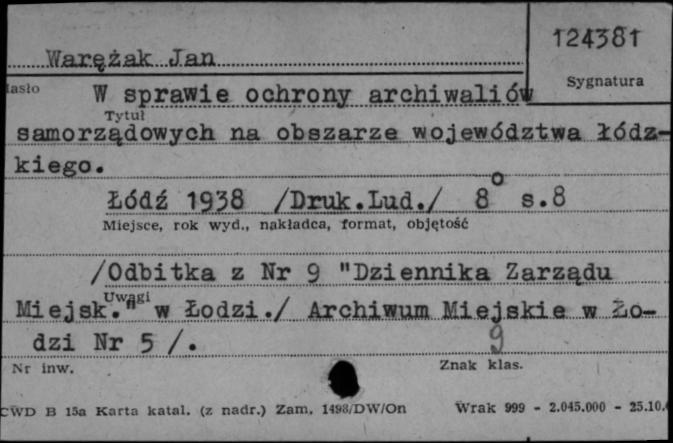 124381
Warężak Jan
Sygnatura
Hasło
W sprawie ochrony archiwaliów
Tytuł
samorządowych na obszarze województwa łódz-
kiego.
Łódź 1938 /Druk.Lud./ 8° s.8
Miejsce, rok wyd., nakładca, format, objętość
/Odbitka z Nr 9 "Dziennika Zarządu
Uwagi
Miejsk." w Łodzi./ Archiwum Miejskie w Ło-
dzi Nr 5 /.
9
Nr inw.
Znak klas.
CWD B 15a Karta katal. (z nadr.) Zam. 1498/DW/On Wrak 999 - 2.045.000 - 25.10.